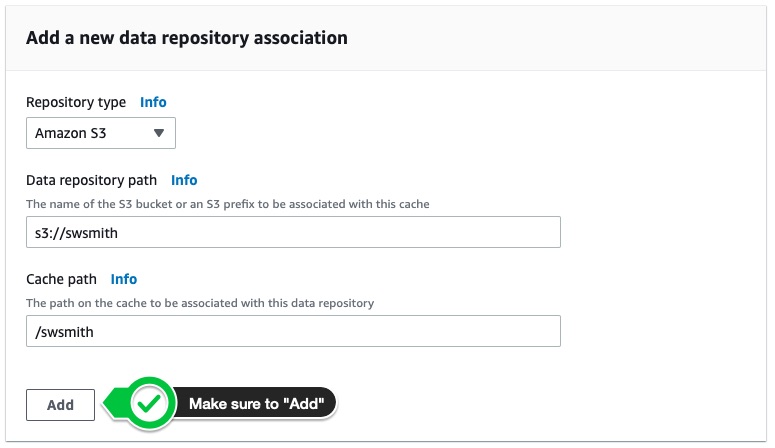 Add a new data repository association
Repository type Info
Amazon S3
Data repository path Info
The name of the S3 bucket or an S3 prefix to be associated with this cache
s3://swsmith
Cache path Info
The path on the cache to be associated with this data repository
/swsmith
Add Make sure to "Add"